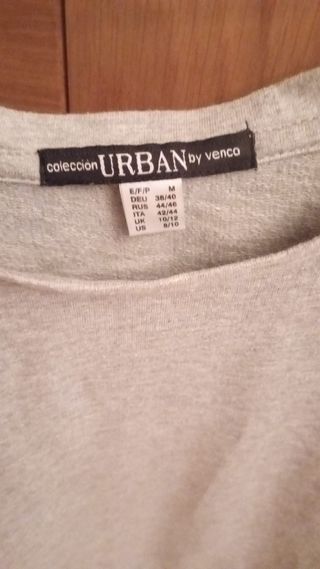 colección URBAN by venca
E/F/P M
DEU 38/40
RUS 44/46
ITA 42/44
UK 10/12
US 8/10